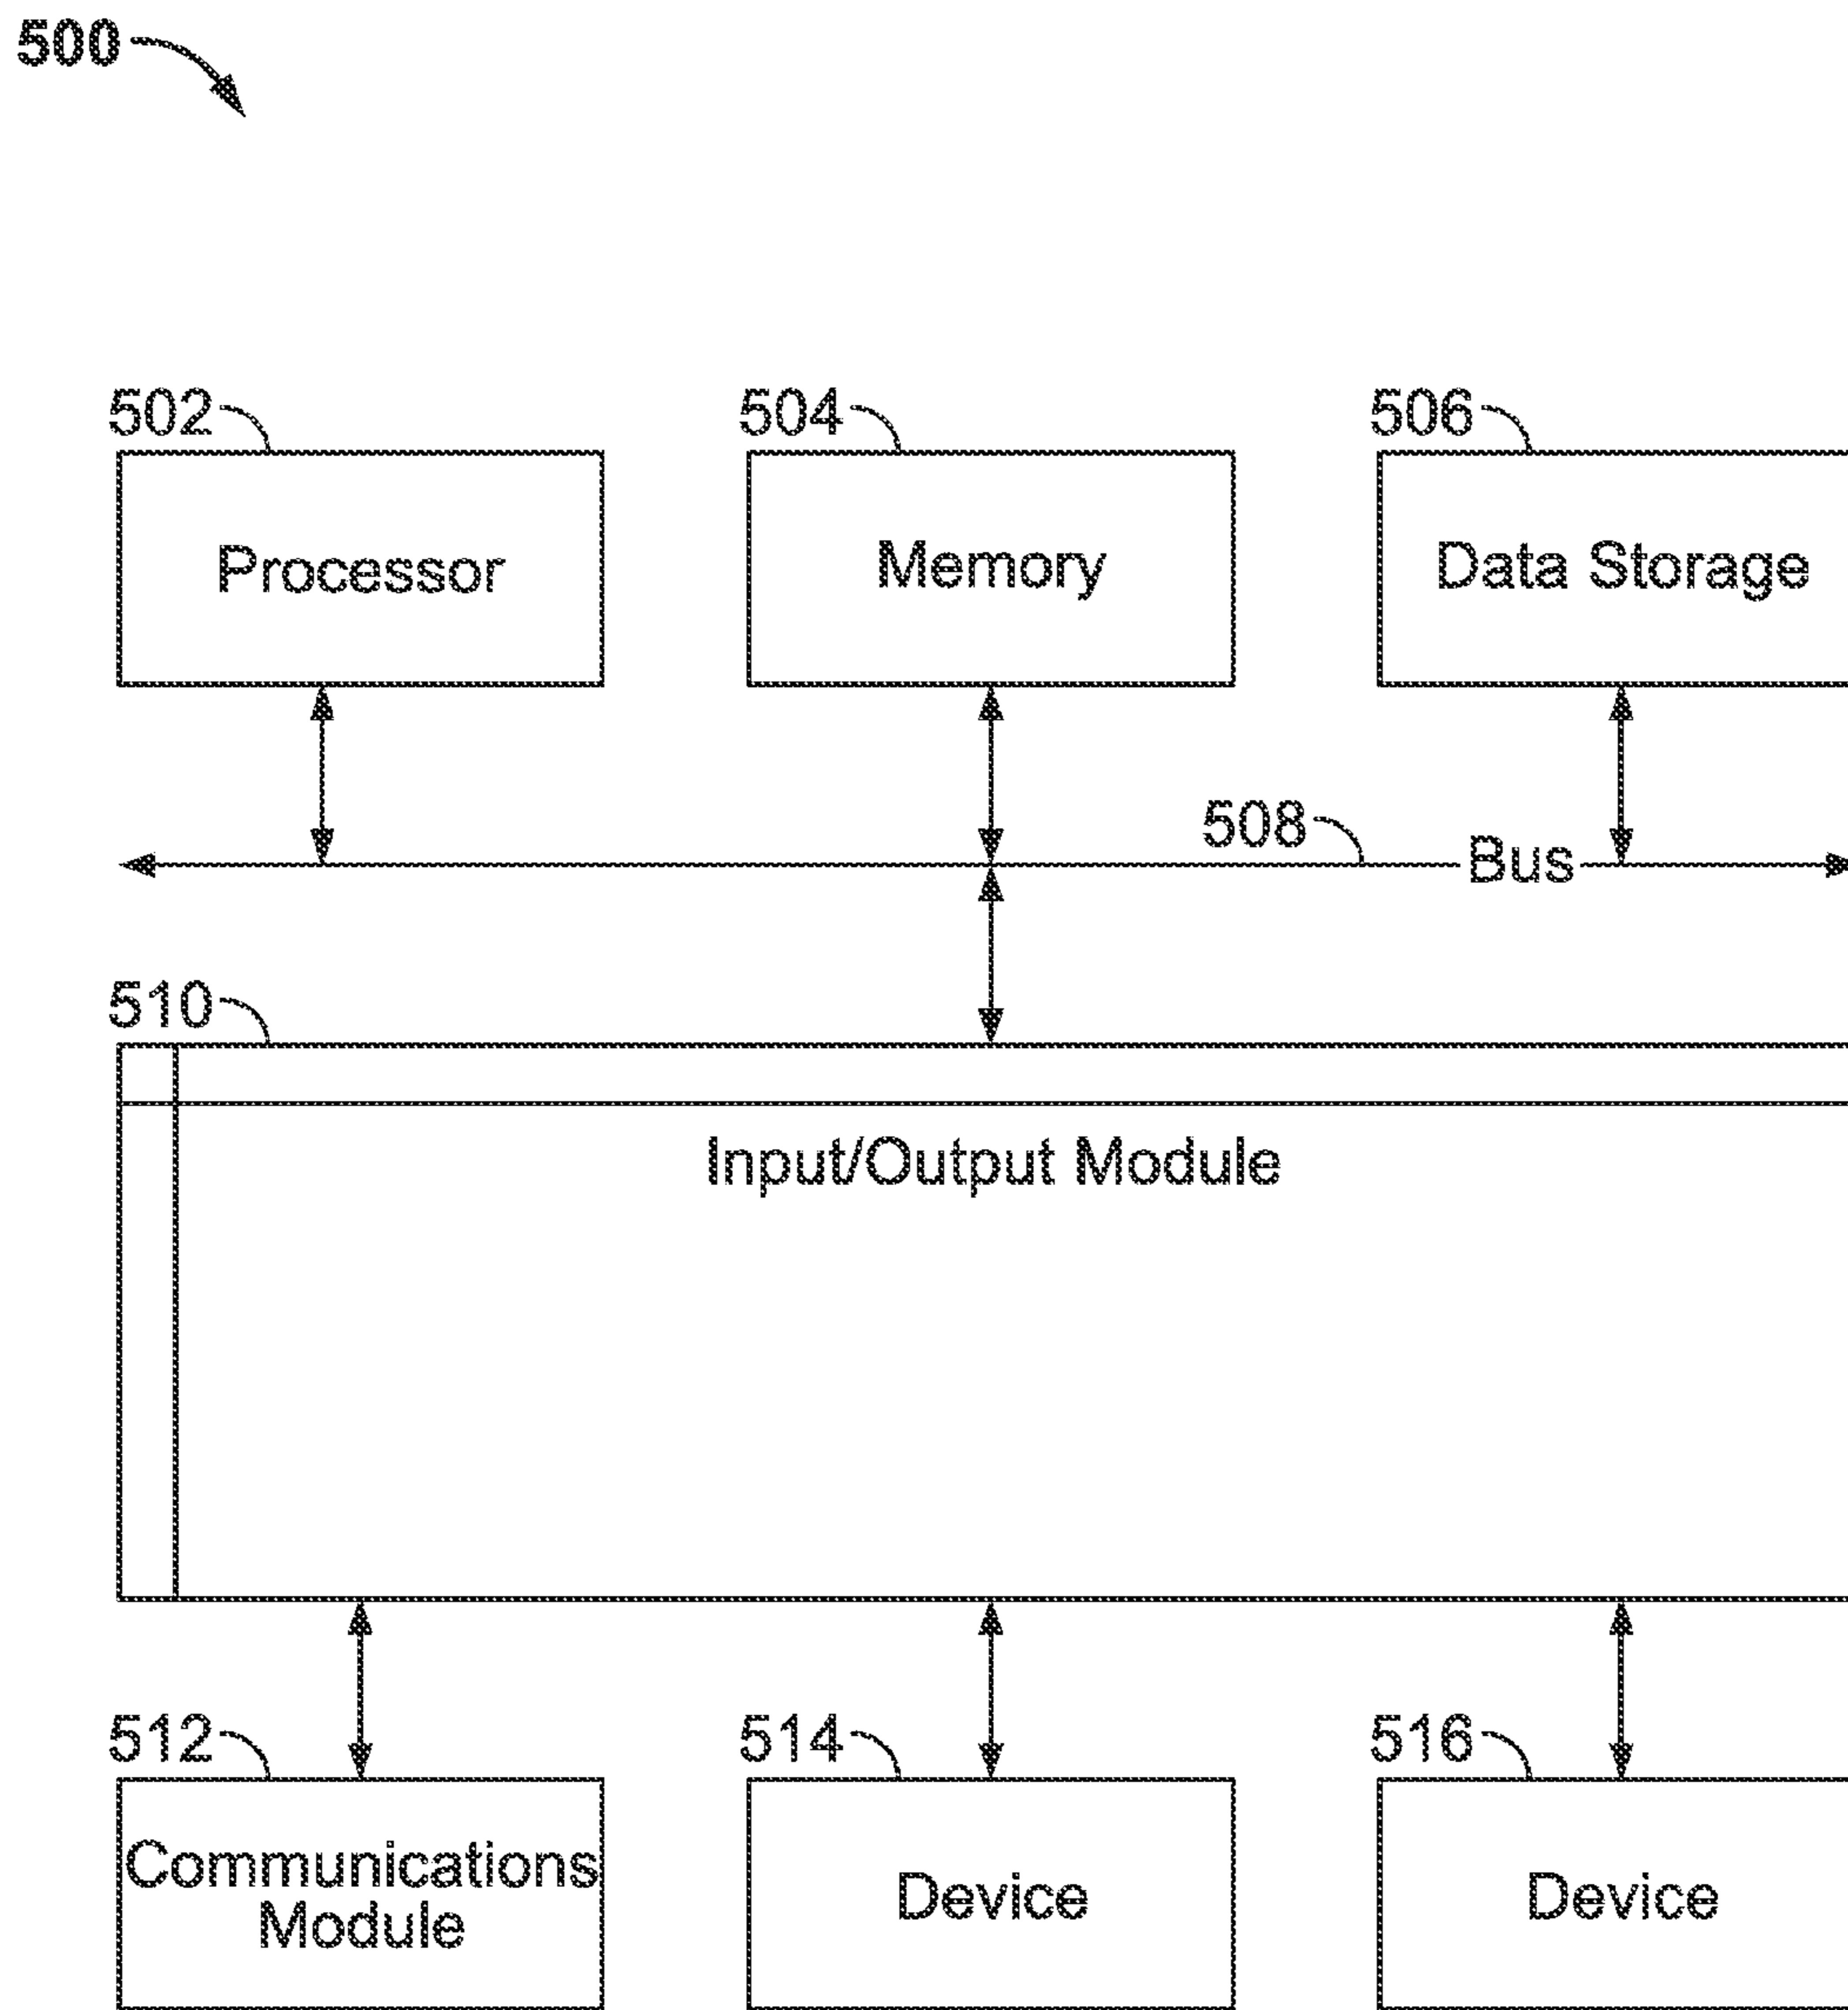 500
502
504
506
Processor
Memory
Data Storage
508
Bus
510
Input/Output Module
512
514
516
Communications
Module
Device
Device